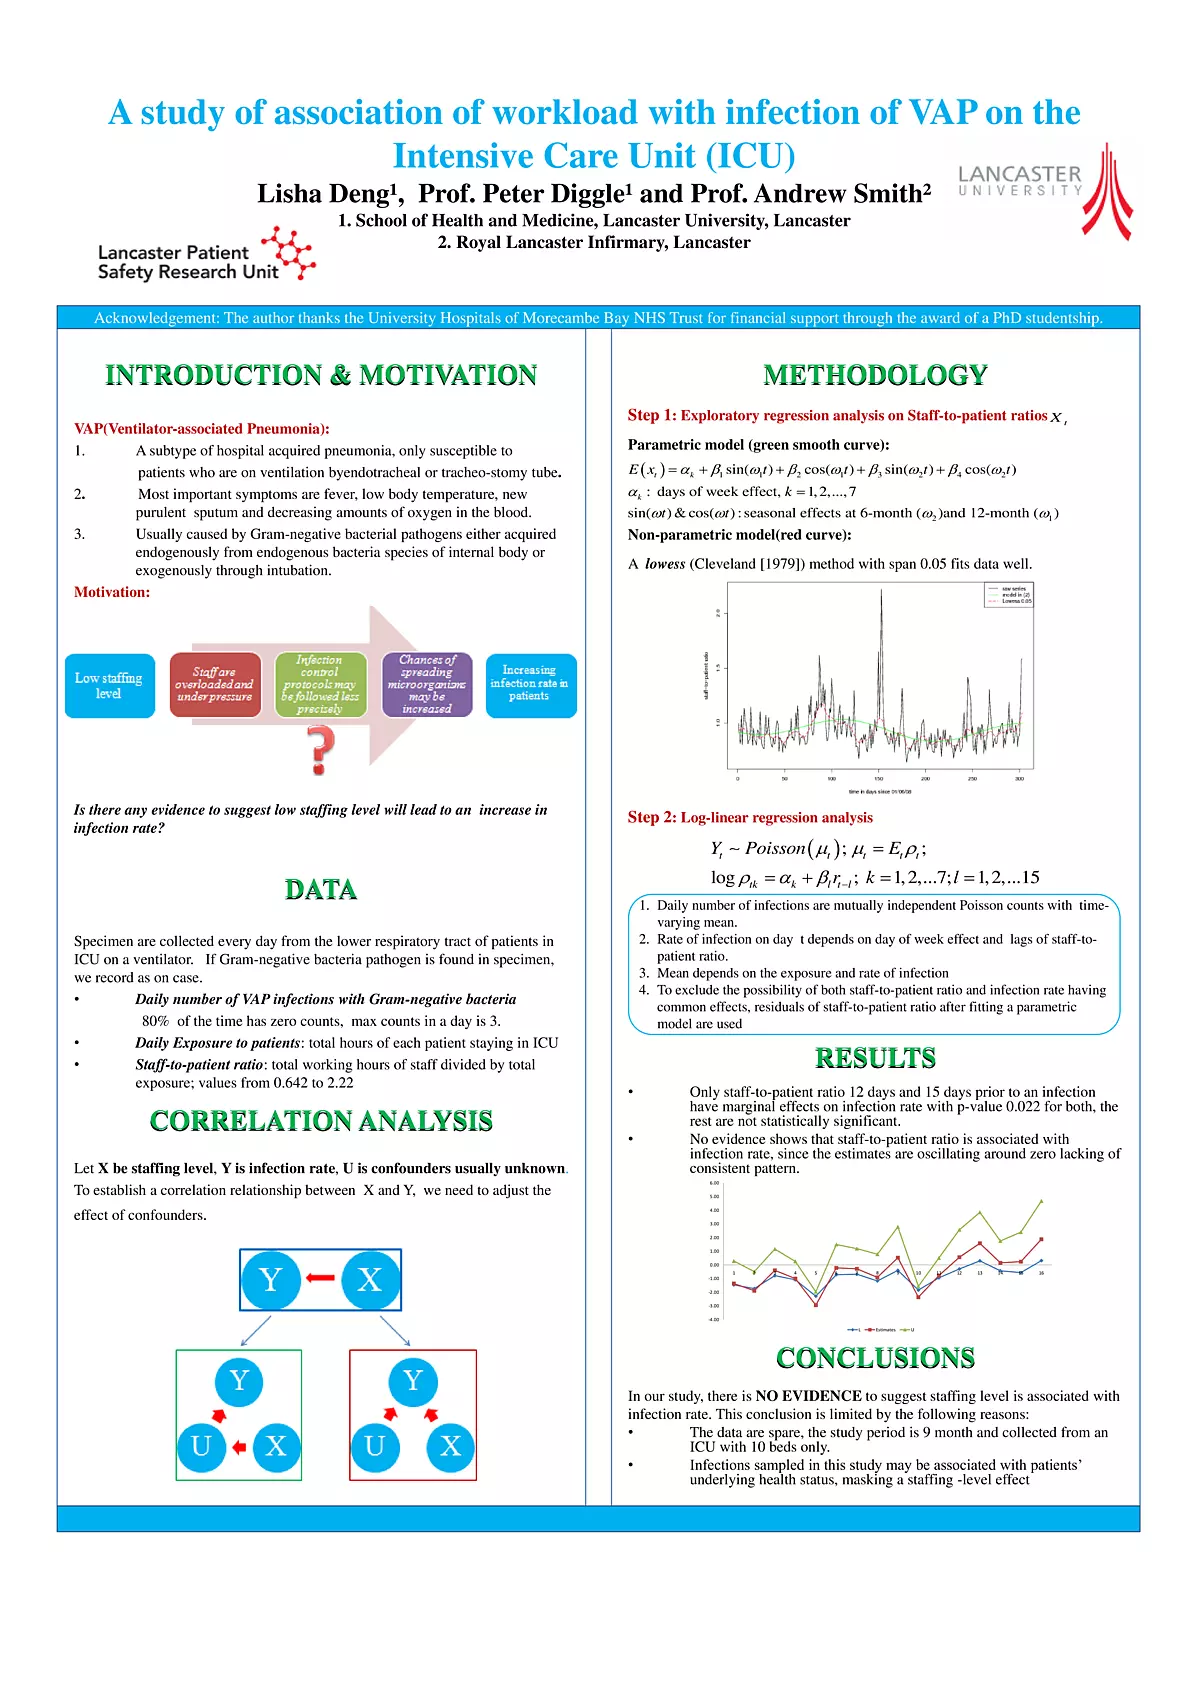 A study of association of workload with infection of VAP on the
Intensive Care Unit (ICU)
Lisha Deng¹, Prof. Peter Diggle¹ and Prof. Andrew Smith²
1. School of Health and Medicine, Lancaster University, Lancaster
2. Royal Lancaster Infirmary, Lancaster
LANCASTER
UNIVERSITY
Lancaster Patient
Safety Research Unit
Acknowledgement: The author thanks the University Hospitals of Morecambe Bay NHS Trust for financial support through the award of a PhD studentship.
INTRODUCTION & MOTIVATION
VAP(Ventilator-associated Pneumonia):
1. A subtype of hospital acquired pneumonia, only susceptible to
patients who are on ventilation byendotracheal or tracheo-stomy tube.
2. Most important symptoms are fever, low body temperature, new
purulent sputum and decreasing amounts of oxygen in the blood.
3. Usually caused by Gram-negative bacterial pathogens either acquired
endogenously from endogenous bacteria species of internal body or
exogenously through intubation.
Motivation:
Low staffing
level
Staff are
overloaded and
under pressure
Infection
control
protocols may
be followed less
precisely
Chances of
spreading
microorganisms
may be
increased
Increasing
infection rate in
patients
?
Is there any evidence to suggest low staffing level will lead to an increase in
infection rate?
DATA
Specimen are collected every day from the lower respiratory tract of patients in
ICU on a ventilator. If Gram-negative bacteria pathogen is found in specimen,
we record as on case.
• Daily number of VAP infections with Gram-negative bacteria
80% of the time has zero counts, max counts in a day is 3.
• Daily Exposure to patients: total hours of each patient staying in ICU
• Staff-to-patient ratio: total working hours of staff divided by total
exposure; values from 0.642 to 2.22
CORRELATION ANALYSIS
Let X be staffing level, Y is infection rate, U is confounders usually unknown.
To establish a correlation relationship between X and Y, we need to adjust the
effect of confounders.
Y X
Y
U X
Y
U X
METHODOLOGY
Step 1: Exploratory regression analysis on Staff-to-patient ratios x_t
Parametric model (green smooth curve):
E(x_t) = α_k + β_1 sin(ω_1 t) + β_2 cos(ω_1 t) + β_3 sin(ω_2 t) + β_4 cos(ω_2 t)
α_k : days of week effect, k = 1,2,...,7
sin(ωt) & cos(ωt) : seasonal effects at 6-month (ω_2)and 12-month (ω_1)
Non-parametric model(red curve):
A lowess (Cleveland [1979]) method with span 0.05 fits data well.
raw series
model in (2)
Lowess 0.05
staff-to-patient ratio
2.0
1.5
1.0
0 50 100 150 200 250 300
time in days since 01/06/08
Step 2: Log-linear regression analysis
Y_t ~ Poisson(μ_t); μ_t = E_t ρ_t;
log ρ_tk = α_k + β_l r_t−l; k = 1,2,...7; l = 1,2,...15
1. Daily number of infections are mutually independent Poisson counts with time-
varying mean.
2. Rate of infection on day t depends on day of week effect and lags of staff-to-
patient ratio.
3. Mean depends on the exposure and rate of infection
4. To exclude the possibility of both staff-to-patient ratio and infection rate having
common effects, residuals of staff-to-patient ratio after fitting a parametric
model are used
RESULTS
• Only staff-to-patient ratio 12 days and 15 days prior to an infection
have marginal effects on infection rate with p-value 0.022 for both, the
rest are not statistically significant.
• No evidence shows that staff-to-patient ratio is associated with
infection rate, since the estimates are oscillating around zero lacking of
consistent pattern.
6.00
5.00
4.00
3.00
2.00
1.00
0.00
-1.00
-2.00
-3.00
-4.00
1 4 5 8 10 12 13 16
L Estimates U
CONCLUSIONS
In our study, there is NO EVIDENCE to suggest staffing level is associated with
infection rate. This conclusion is limited by the following reasons:
• The data are spare, the study period is 9 month and collected from an
ICU with 10 beds only.
• Infections sampled in this study may be associated with patients'
underlying health status, masking a staffing -level effect